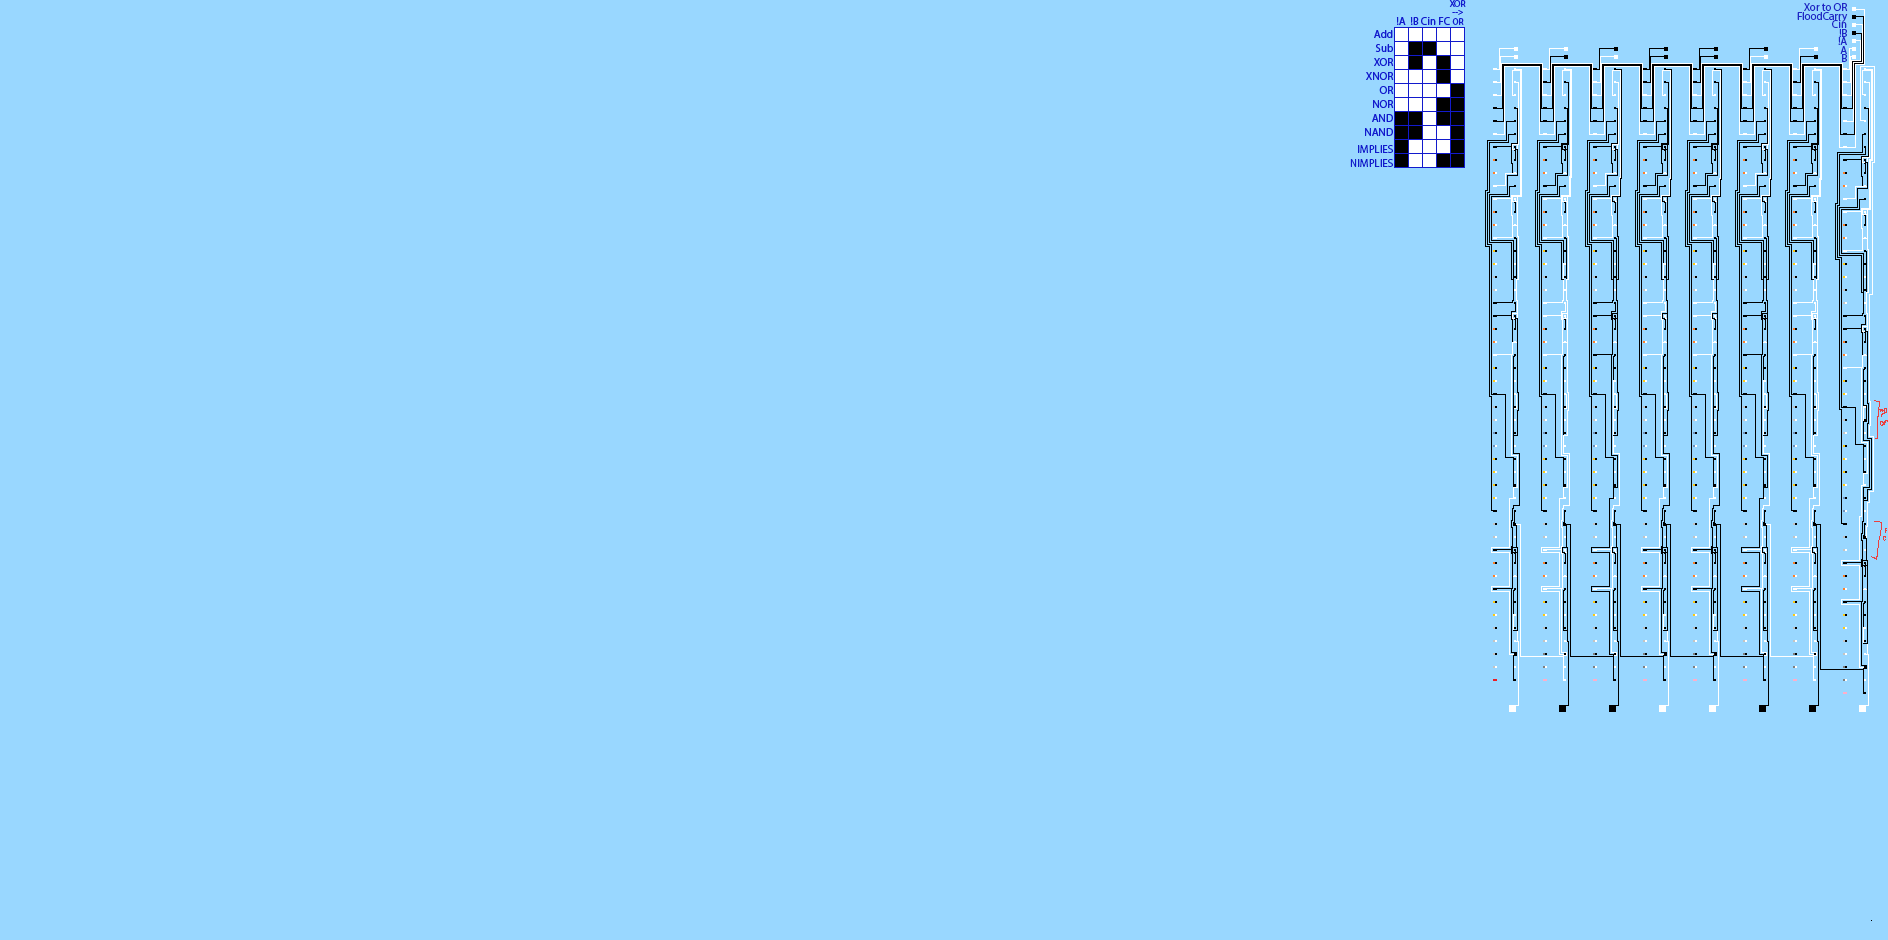 XOR
-->
!A !B Cin FC OR
Add
Sub
XOR
XNOR
OR
NOR
AND
NAND
IMPLIES
NIMPLIES
Xor to OR
FloodCarry
Cin
!B
!A
A
B